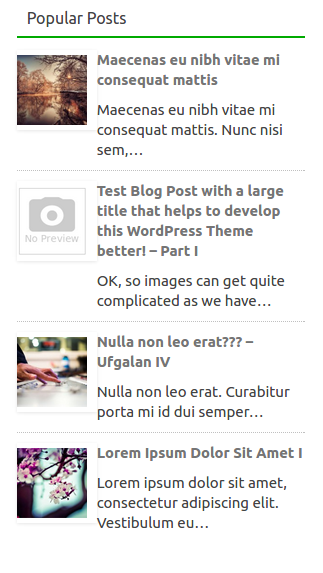 Popular Posts
Maecenas eu nibh vitae mi
consequat mattis
Maecenas eu nibh vitae mi
consequat mattis. Nunc nisi
sem,…
No Preview
Test Blog Post with a large
title that helps to develop
this WordPress Theme
better! – Part I
OK, so images can get quite
complicated as we have…
Nulla non leo erat??? –
Ufgalan IV
Nulla non leo erat. Curabitur
porta mi id dui semper…
Lorem Ipsum Dolor Sit Amet I
Lorem ipsum dolor sit amet,
consectetur adipiscing elit.
Vestibulum eu…